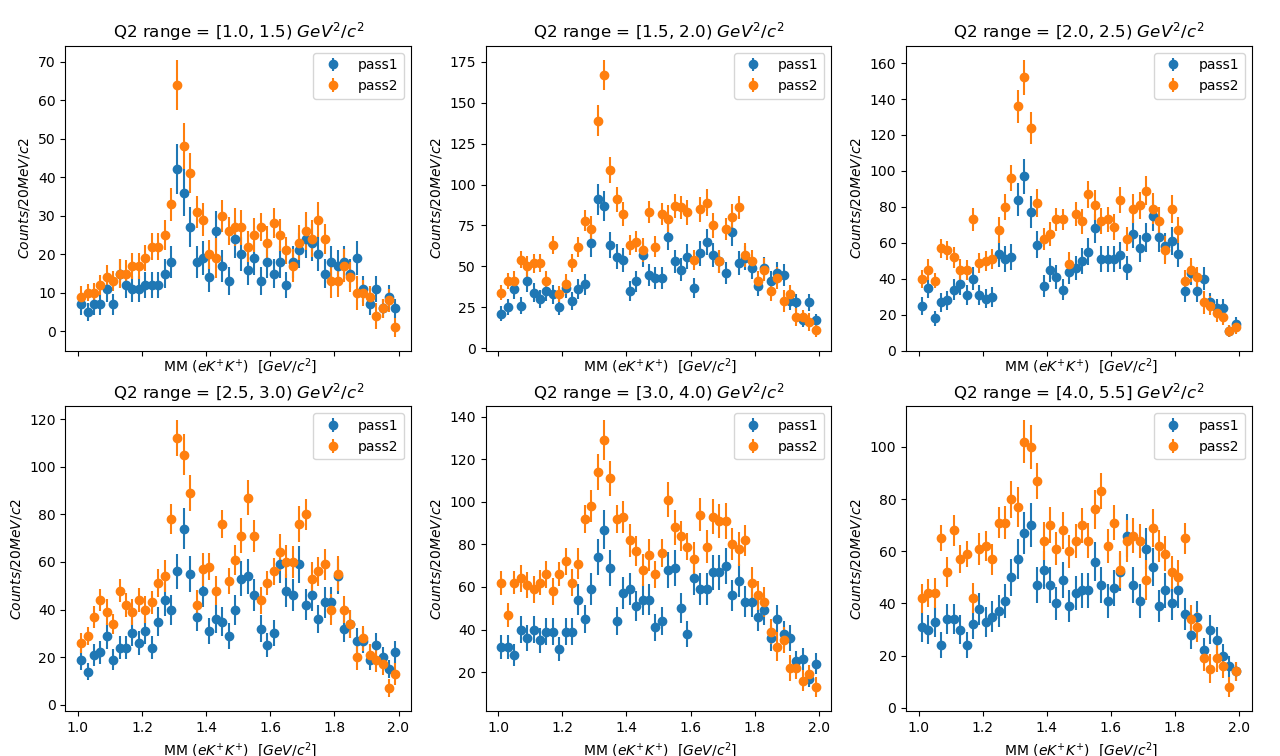 Q2 range = [1.0, 1.5) GeV²/c²
Counts/20MeV/c2
70
60
50
40
30
20
10
0
pass1
pass2
MM (eK⁺K⁺) [GeV/c²]
Q2 range = [1.5, 2.0) GeV²/c²
Counts/20MeV/c2
175
150
125
100
75
50
25
0
pass1
pass2
MM (eK⁺K⁺) [GeV/c²]
Q2 range = [2.0, 2.5) GeV²/c²
Counts/20MeV/c2
160
140
120
100
80
60
40
20
0
pass1
pass2
MM (eK⁺K⁺) [GeV/c²]
Q2 range = [2.5, 3.0) GeV²/c²
Counts/20MeV/c2
120
100
80
60
40
20
0
pass1
pass2
1.0 1.2 1.4 1.6 1.8 2.0
MM (eK⁺K⁺) [GeV/c²]
Q2 range = [3.0, 4.0) GeV²/c²
Counts/20MeV/c2
140
120
100
80
60
40
20
pass1
pass2
1.0 1.2 1.4 1.6 1.8 2.0
MM (eK⁺K⁺) [GeV/c²]
Q2 range = [4.0, 5.5] GeV²/c²
Counts/20MeV/c2
100
80
60
40
20
0
pass1
pass2
1.0 1.2 1.4 1.6 1.8 2.0
MM (eK⁺K⁺) [GeV/c²]